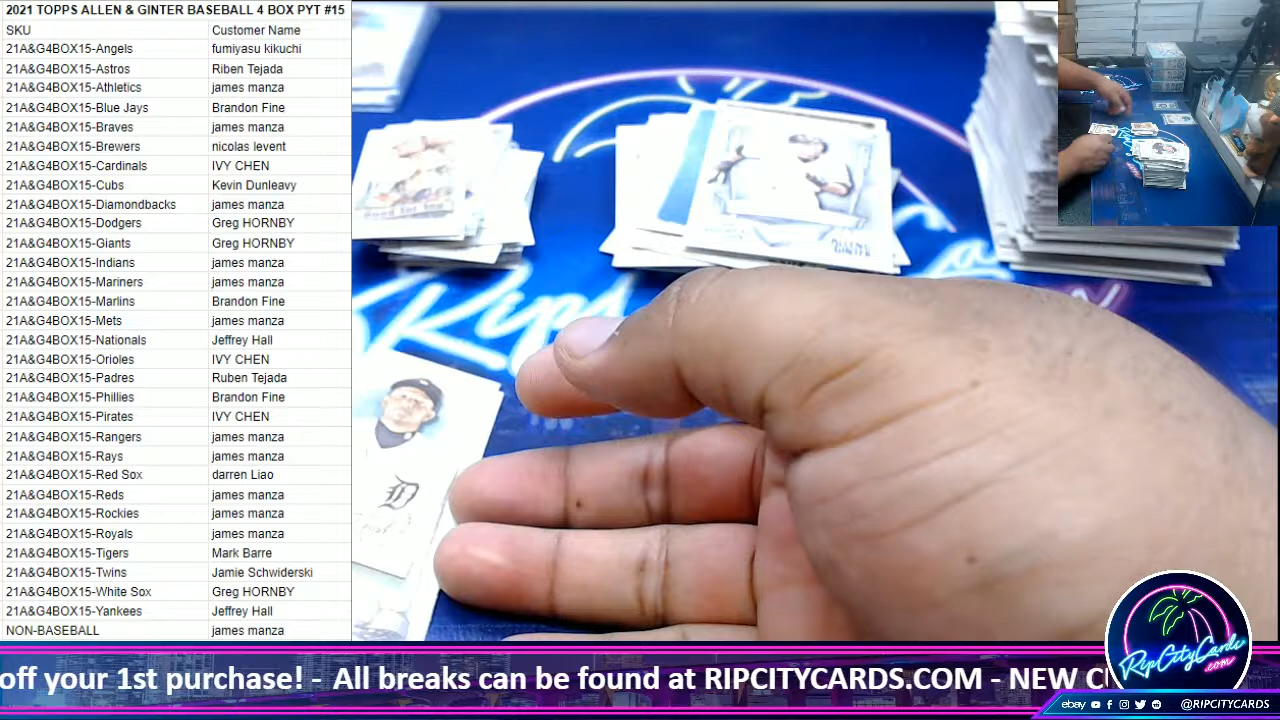 2021 TOPPS ALLEN & GINTER BASEBALL 4 BOX PYT #15
SKU Customer Name
21A&G4BOX15-Angels fumiyasu kikuchi
21A&G4BOX15-Astros Riben Tejada
21A&G4BOX15-Athletics james manza
21A&G4BOX15-Blue Jays Brandon Fine
21A&G4BOX15-Braves james manza
21A&G4BOX15-Brewers nicolas levent
21A&G4BOX15-Cardinals IVY CHEN
21A&G4BOX15-Cubs Kevin Dunleavy
21A&G4BOX15-Diamondbacks james manza
21A&G4BOX15-Dodgers Greg HORNBY
21A&G4BOX15-Giants Greg HORNBY
21A&G4BOX15-Indians james manza
21A&G4BOX15-Mariners james manza
21A&G4BOX15-Marlins Brandon Fine
21A&G4BOX15-Mets james manza
21A&G4BOX15-Nationals Jeffrey Hall
21A&G4BOX15-Orioles IVY CHEN
21A&G4BOX15-Padres Ruben Tejada
21A&G4BOX15-Phillies Brandon Fine
21A&G4BOX15-Pirates IVY CHEN
21A&G4BOX15-Rangers james manza
21A&G4BOX15-Rays james manza
21A&G4BOX15-Red Sox darren Liao
21A&G4BOX15-Reds james manza
21A&G4BOX15-Rockies james manza
21A&G4BOX15-Royals james manza
21A&G4BOX15-Tigers Mark Barre
21A&G4BOX15-Twins Jamie Schwiderski
21A&G4BOX15-White Sox Greg HORNBY
21A&G4BOX15-Yankees Jeffrey Hall
NON-BASEBALL james manza
Rips
D
RipCityCards
.com
off your 1st purchase! - All breaks can be found at RIPCITYCARDS.COM - NEW C
ebay @RIPCITYCARDS